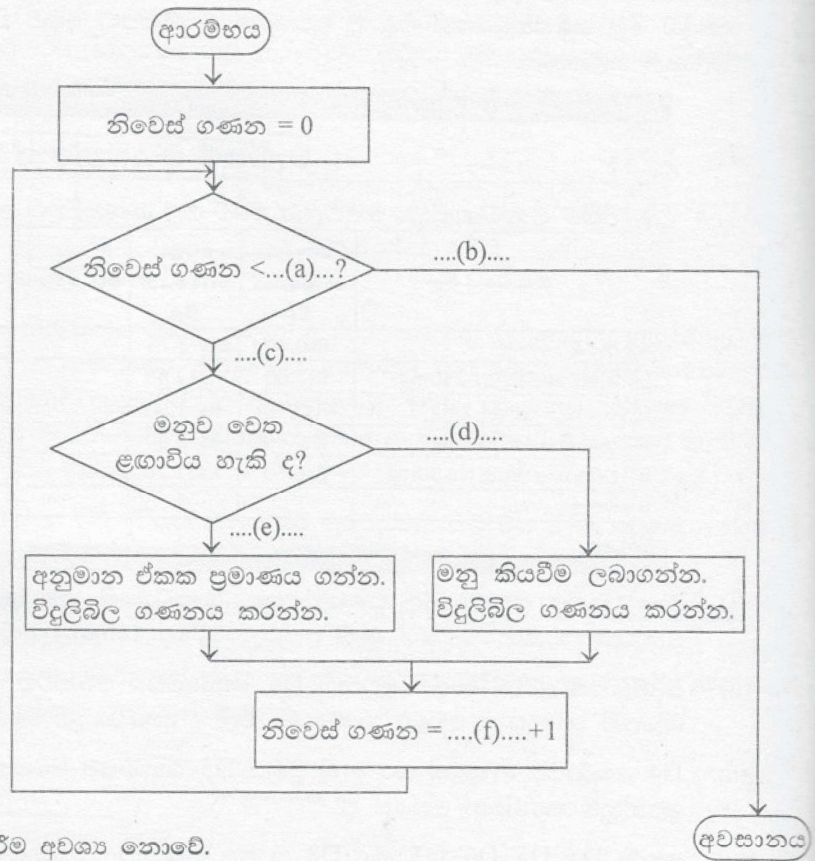 ආරම්භය
නිවෙස් ගණන = 0
නිවෙස් ගණන <...(a)...?
....(b)....
....(c)....
මනුව වෙත
ළඟාවිය හැකි ද?
....(d)....
....(e)....
අනුමාන ඒකක ප්‍රමාණය ගන්න.
විදුලිබිල ගණනය කරන්න.
මනු කියවීම ලබාගන්න.
විදුලිබිල ගණනය කරන්න.
නිවෙස් ගණන = ....(f)....+1
අවසානය
අවශ්‍ය නොවේ.